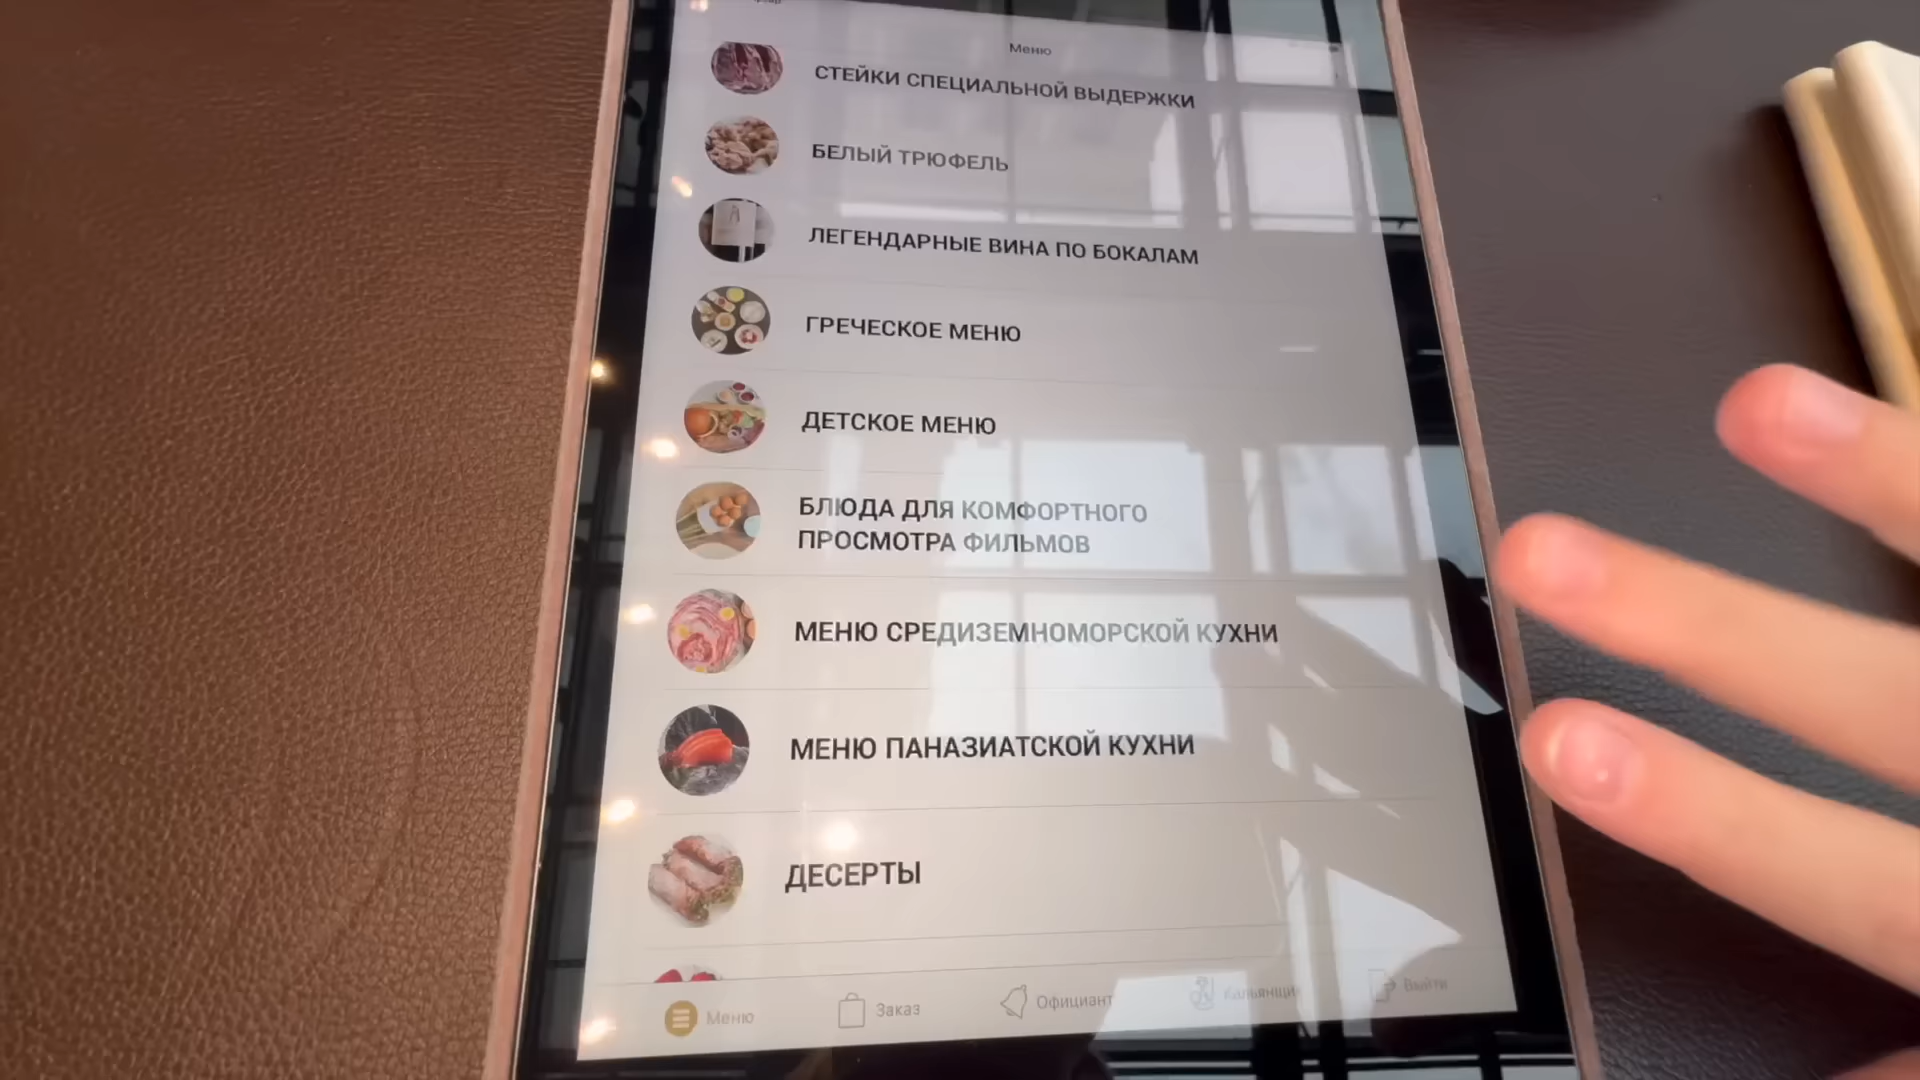 Меню
СТЕЙКИ СПЕЦИАЛЬНОЙ ВЫДЕРЖКИ
БЕЛЫЙ ТРЮФЕЛЬ
ЛЕГЕНДАРНЫЕ ВИНА ПО БОКАЛАМ
ГРЕЧЕСКОЕ МЕНЮ
ДЕТСКОЕ МЕНЮ
БЛЮДА ДЛЯ КОМФОРТНОГО
ПРОСМОТРА ФИЛЬМОВ
МЕНЮ СРЕДИЗЕМНОМОРСКОЙ КУХНИ
МЕНЮ ПАНАЗИАТСКОЙ КУХНИ
ДЕСЕРТЫ
Меню Заказ Официант Выйти